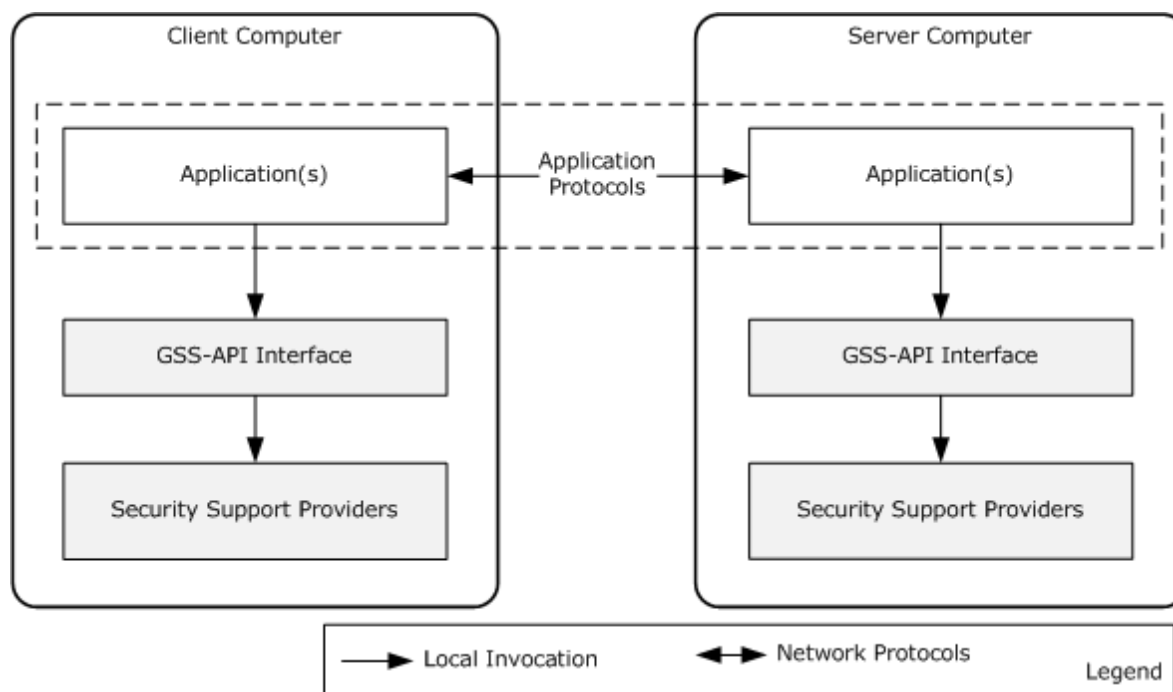 Client Computer
Server Computer
Application(s)
Application
Protocols
Application(s)
GSS-API Interface
GSS-API Interface
Security Support Providers
Security Support Providers
Local Invocation
Network Protocols
Legend